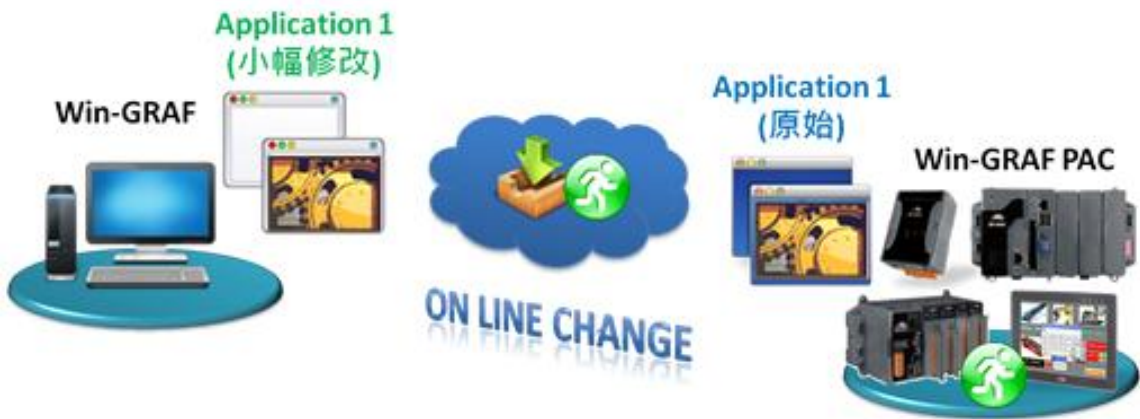 Application 1
(小幅修改)
Win-GRAF
ON LINE CHANGE
Application 1
(原始)
Win-GRAF PAC